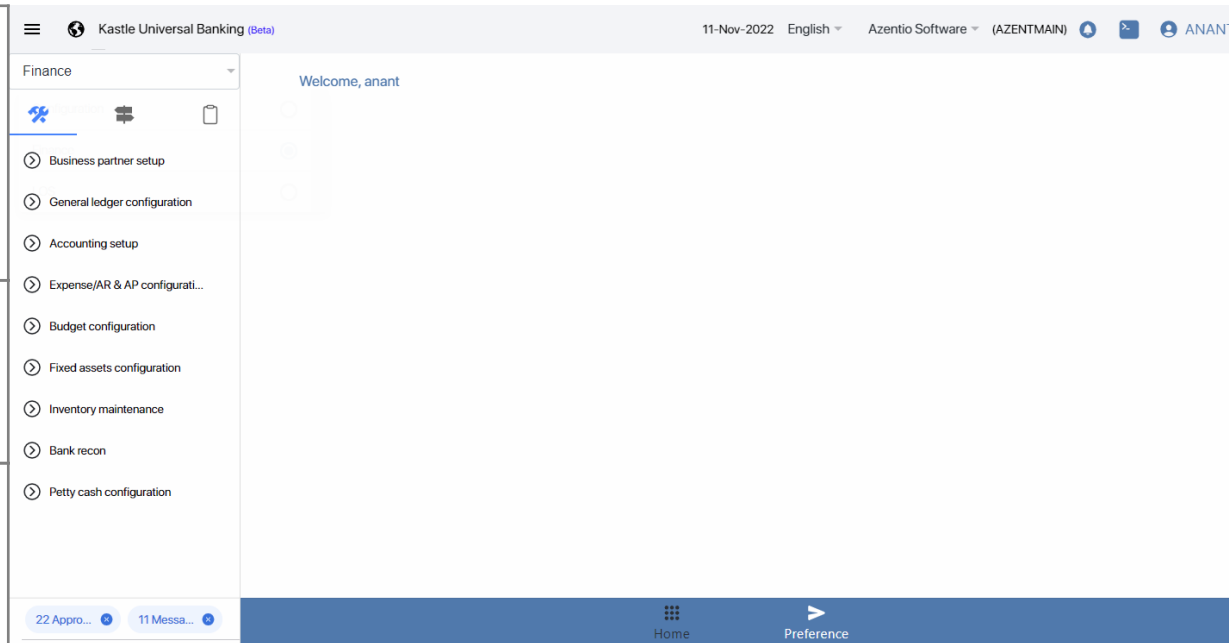 Kastle Universal Banking (Beta)
11-Nov-2022 English Azentio Software (AZENTMAIN) ANANT
Finance
Welcome, anant
Business partner setup
General ledger configuration
Accounting setup
Expense/AR & AP configurati...
Budget configuration
Fixed assets configuration
Inventory maintenance
Bank recon
Petty cash configuration
22 Appro... 11 Messa...
Home Preference